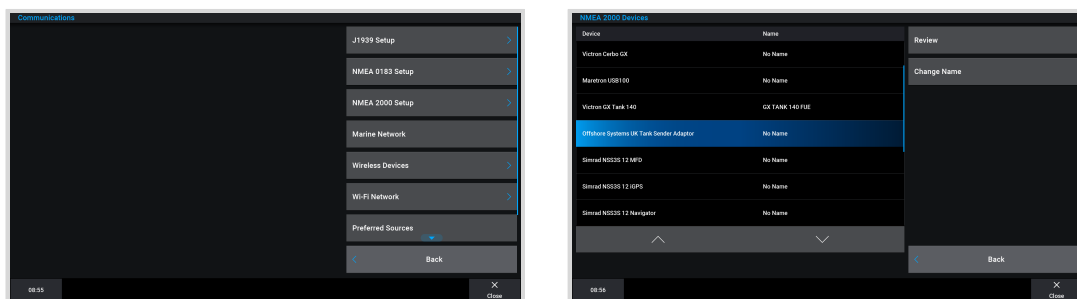 Communications
J1939 Setup
NMEA 0183 Setup
NMEA 2000 Setup
Marine Network
Wireless Devices
Wi-Fi Network
Preferred Sources
Back
08:55
Close
NMEA 2000 Devices
Device Name
Victron Cerbo GX No Name
Maretron USB100 No Name
Victron GX Tank 140 GX TANK 140 FUE
Offshore Systems UK Tank Sender Adaptor No Name
Simrad NSS3S 12 MFD No Name
Simrad NSS3S 12 iGPS No Name
Simrad NSS3S 12 Navigator No Name
Review
Change Name
Back
08:56
Close